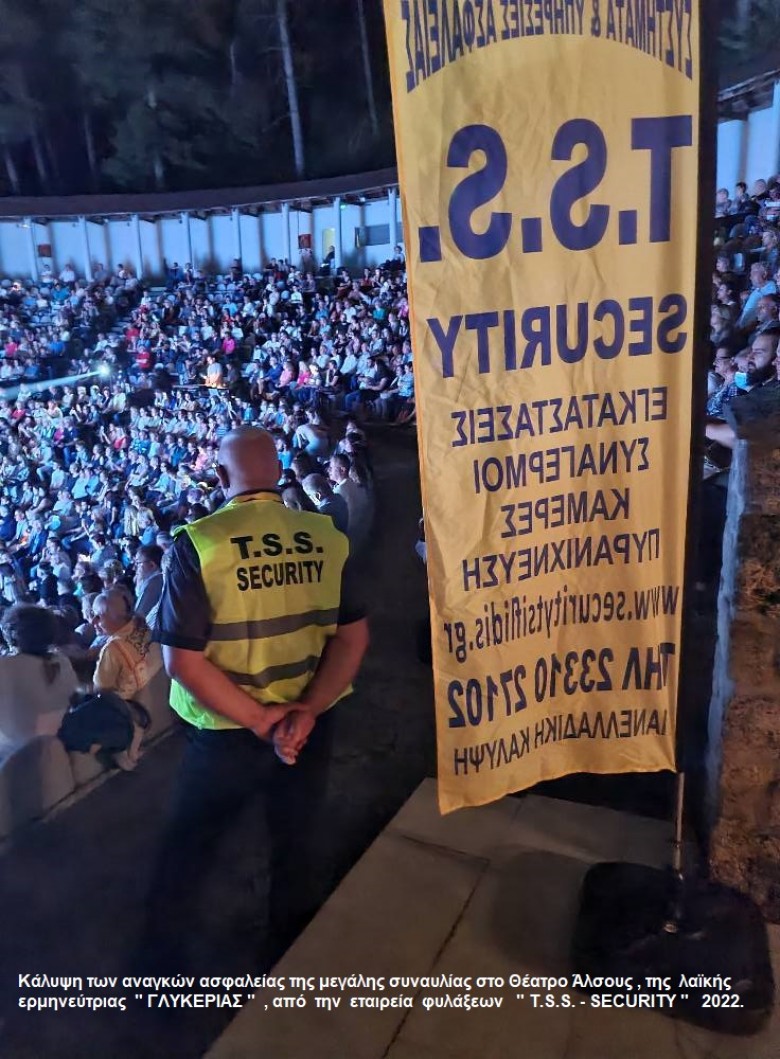 ΣΥΣΤΗΜΑΤΑ & ΥΠΗΡΕΣΙΕΣ ΑΣΦΑΛΕΙΑΣ
T.S.S.
SECURITY
ΕΓΚΑΤΑΣΤΑΣΕΙΣ
ΣΥΝΑΓΕΡΜΟΙ
ΚΑΜΕΡΕΣ
ΠΥΡΑΝΙΧΝΕΥΣΗ
www.securitytsiflidis.gr
ΤΗΛ 23310 27102
ΠΑΝΕΛΛΑΔΙΚΗ ΚΑΛΥΨΗ
T.S.S.
SECURITY
Κάλυψη των αναγκών ασφαλείας της μεγάλης συναυλίας στο Θέατρο Άλσους , της λαϊκής
ερμηνεύτριας " ΓΛΥΚΕΡΙΑΣ " , από την εταιρεία φυλάξεων " T.S.S. - SECURITY " 2022.